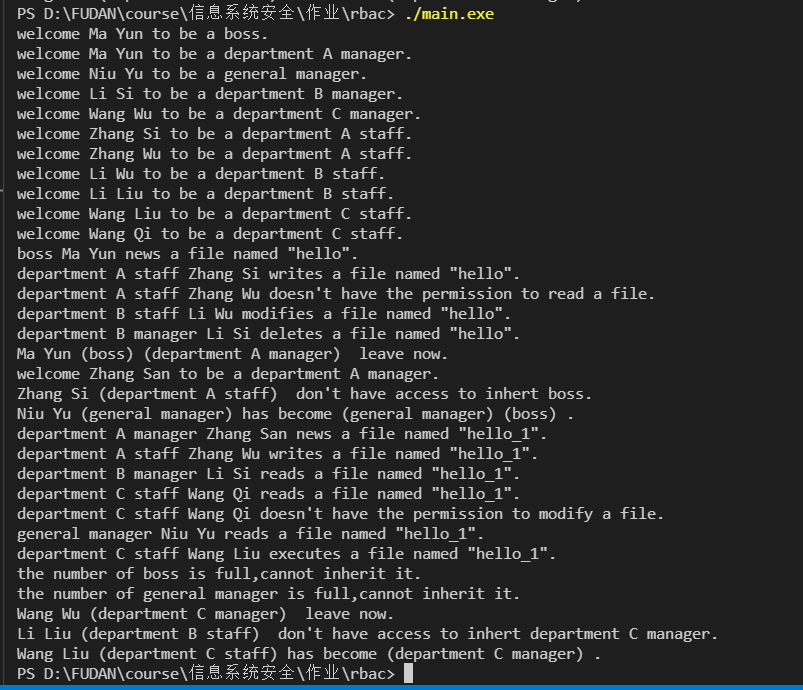 PS D:\FUDAN\course\信息系统安全\作业\rbac> ./main.exe
welcome Ma Yun to be a boss.
welcome Ma Yun to be a department A manager.
welcome Niu Yu to be a general manager.
welcome Li Si to be a department B manager.
welcome Wang Wu to be a department C manager.
welcome Zhang Si to be a department A staff.
welcome Zhang Wu to be a department A staff.
welcome Li Wu to be a department B staff.
welcome Li Liu to be a department B staff.
welcome Wang Liu to be a department C staff.
welcome Wang Qi to be a department C staff.
boss Ma Yun news a file named "hello".
department A staff Zhang Si writes a file named "hello".
department A staff Zhang Wu doesn't have the permission to read a file.
department B staff Li Wu modifies a file named "hello".
department B manager Li Si deletes a file named "hello".
Ma Yun (boss) (department A manager)  leave now.
welcome Zhang San to be a department A manager.
Zhang Si (department A staff)  don't have access to inhert boss.
Niu Yu (general manager) has become (general manager) (boss) .
department A manager Zhang San news a file named "hello_1".
department A staff Zhang Wu writes a file named "hello_1".
department B manager Li Si reads a file named "hello_1".
department C staff Wang Qi reads a file named "hello_1".
department C staff Wang Qi doesn't have the permission to modify a file.
general manager Niu Yu reads a file named "hello_1".
department C staff Wang Liu executes a file named "hello_1".
the number of boss is full,cannot inherit it.
the number of general manager is full,cannot inherit it.
Wang Wu (department C manager)  leave now.
Li Liu (department B staff)  don't have access to inhert department C manager.
Wang Liu (department C staff) has become (department C manager) .
PS D:\FUDAN\course\信息系统安全\作业\rbac>